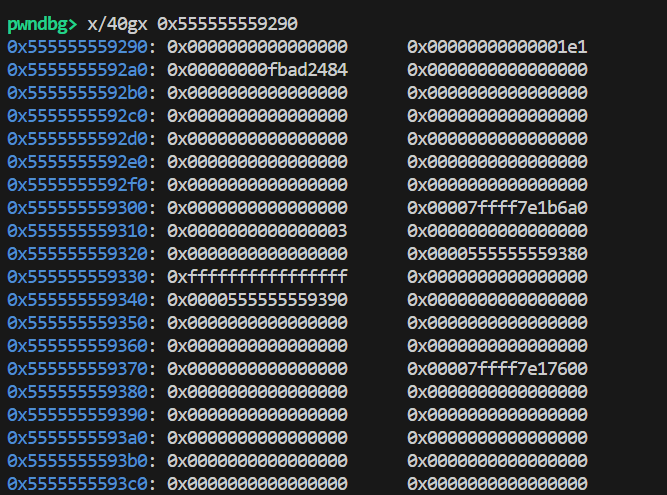 pwndbg> x/40gx 0x555555559290
0x555555559290: 0x0000000000000000 0x00000000000001e1
0x5555555592a0: 0x00000000fbad2484 0x0000000000000000
0x5555555592b0: 0x0000000000000000 0x0000000000000000
0x5555555592c0: 0x0000000000000000 0x0000000000000000
0x5555555592d0: 0x0000000000000000 0x0000000000000000
0x5555555592e0: 0x0000000000000000 0x0000000000000000
0x5555555592f0: 0x0000000000000000 0x0000000000000000
0x555555559300: 0x0000000000000000 0x00007ffff7e1b6a0
0x555555559310: 0x0000000000000003 0x0000000000000000
0x555555559320: 0x0000000000000000 0x0000555555559380
0x555555559330: 0xffffffffffffffff 0x0000000000000000
0x555555559340: 0x0000555555559390 0x0000000000000000
0x555555559350: 0x0000000000000000 0x0000000000000000
0x555555559360: 0x0000000000000000 0x0000000000000000
0x555555559370: 0x0000000000000000 0x00007ffff7e17600
0x555555559380: 0x0000000000000000 0x0000000000000000
0x555555559390: 0x0000000000000000 0x0000000000000000
0x5555555593a0: 0x0000000000000000 0x0000000000000000
0x5555555593b0: 0x0000000000000000 0x0000000000000000
0x5555555593c0: 0x0000000000000000 0x0000000000000000